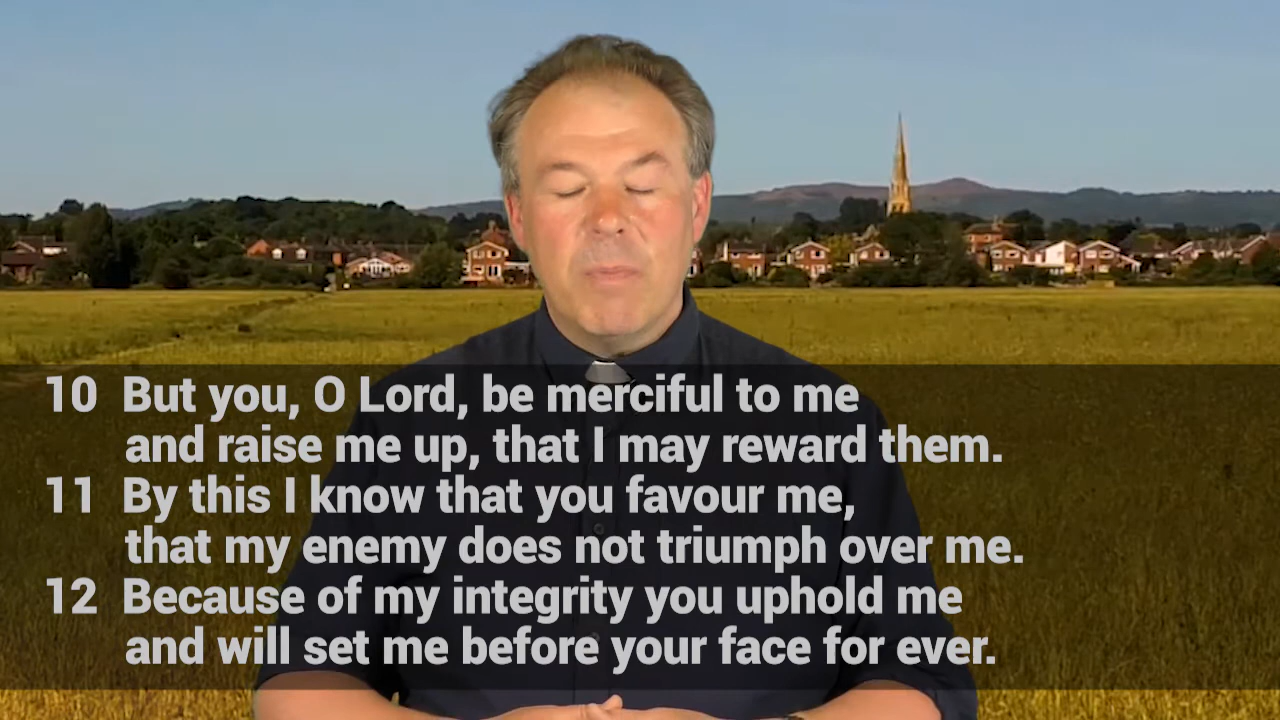 10 But you, O Lord, be merciful to me
and raise me up, that I may reward them.
11 By this I know that you favour me,
that my enemy does not triumph over me.
12 Because of my integrity you uphold me
and will set me before your face for ever.